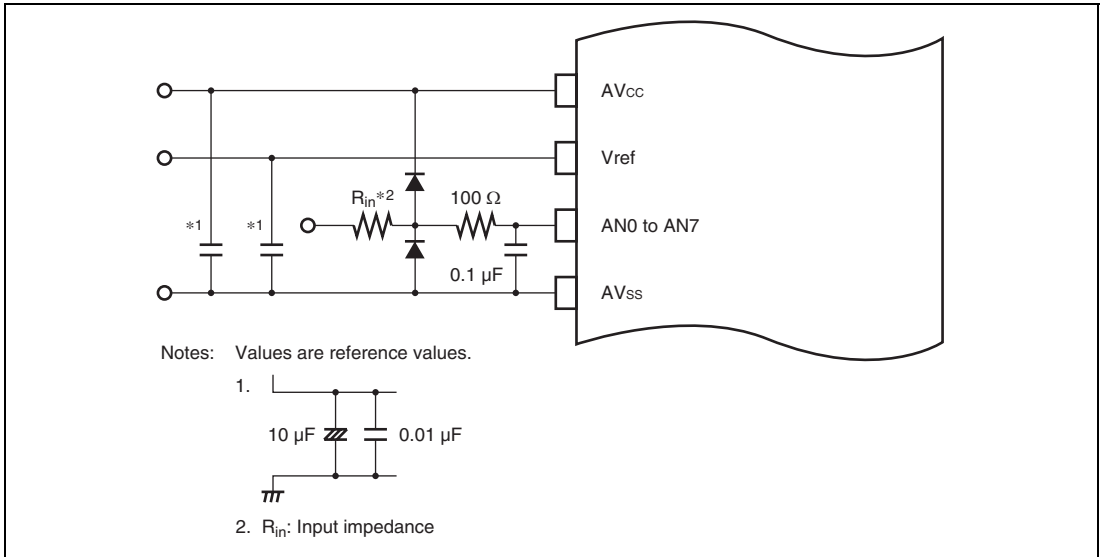 AVcc
Vref
Rin*2
100 Ω
*1
*1
AN0 to AN7
0.1 µF
AVss
Notes: Values are reference values.
1.
10 µF
0.01 µF
2. Rin: Input impedance